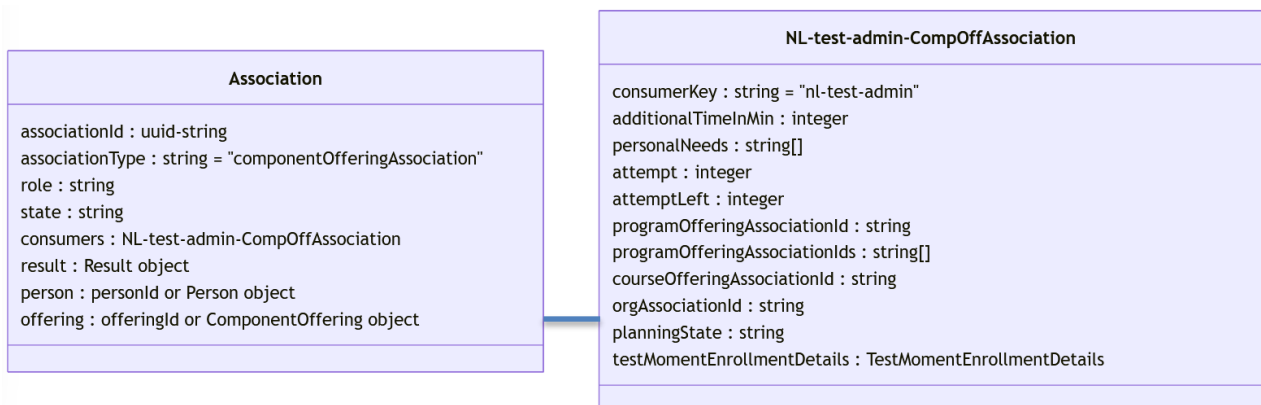 Association
associationId : uuid-string
associationType : string = "componentOfferingAssociation"
role : string
state : string
consumers : NL-test-admin-CompOffAssociation
result : Result object
person : personId or Person object
offering : offeringId or ComponentOffering object
NL-test-admin-CompOffAssociation
consumerKey : string = "nl-test-admin"
additionalTimeInMin : integer
personalNeeds : string[]
attempt : integer
attemptLeft : integer
programOfferingAssociationId : string
programOfferingAssociationIds : string[]
courseOfferingAssociationId : string
orgAssociationId : string
planningState : string
testMomentEnrollmentDetails : TestMomentEnrollmentDetails